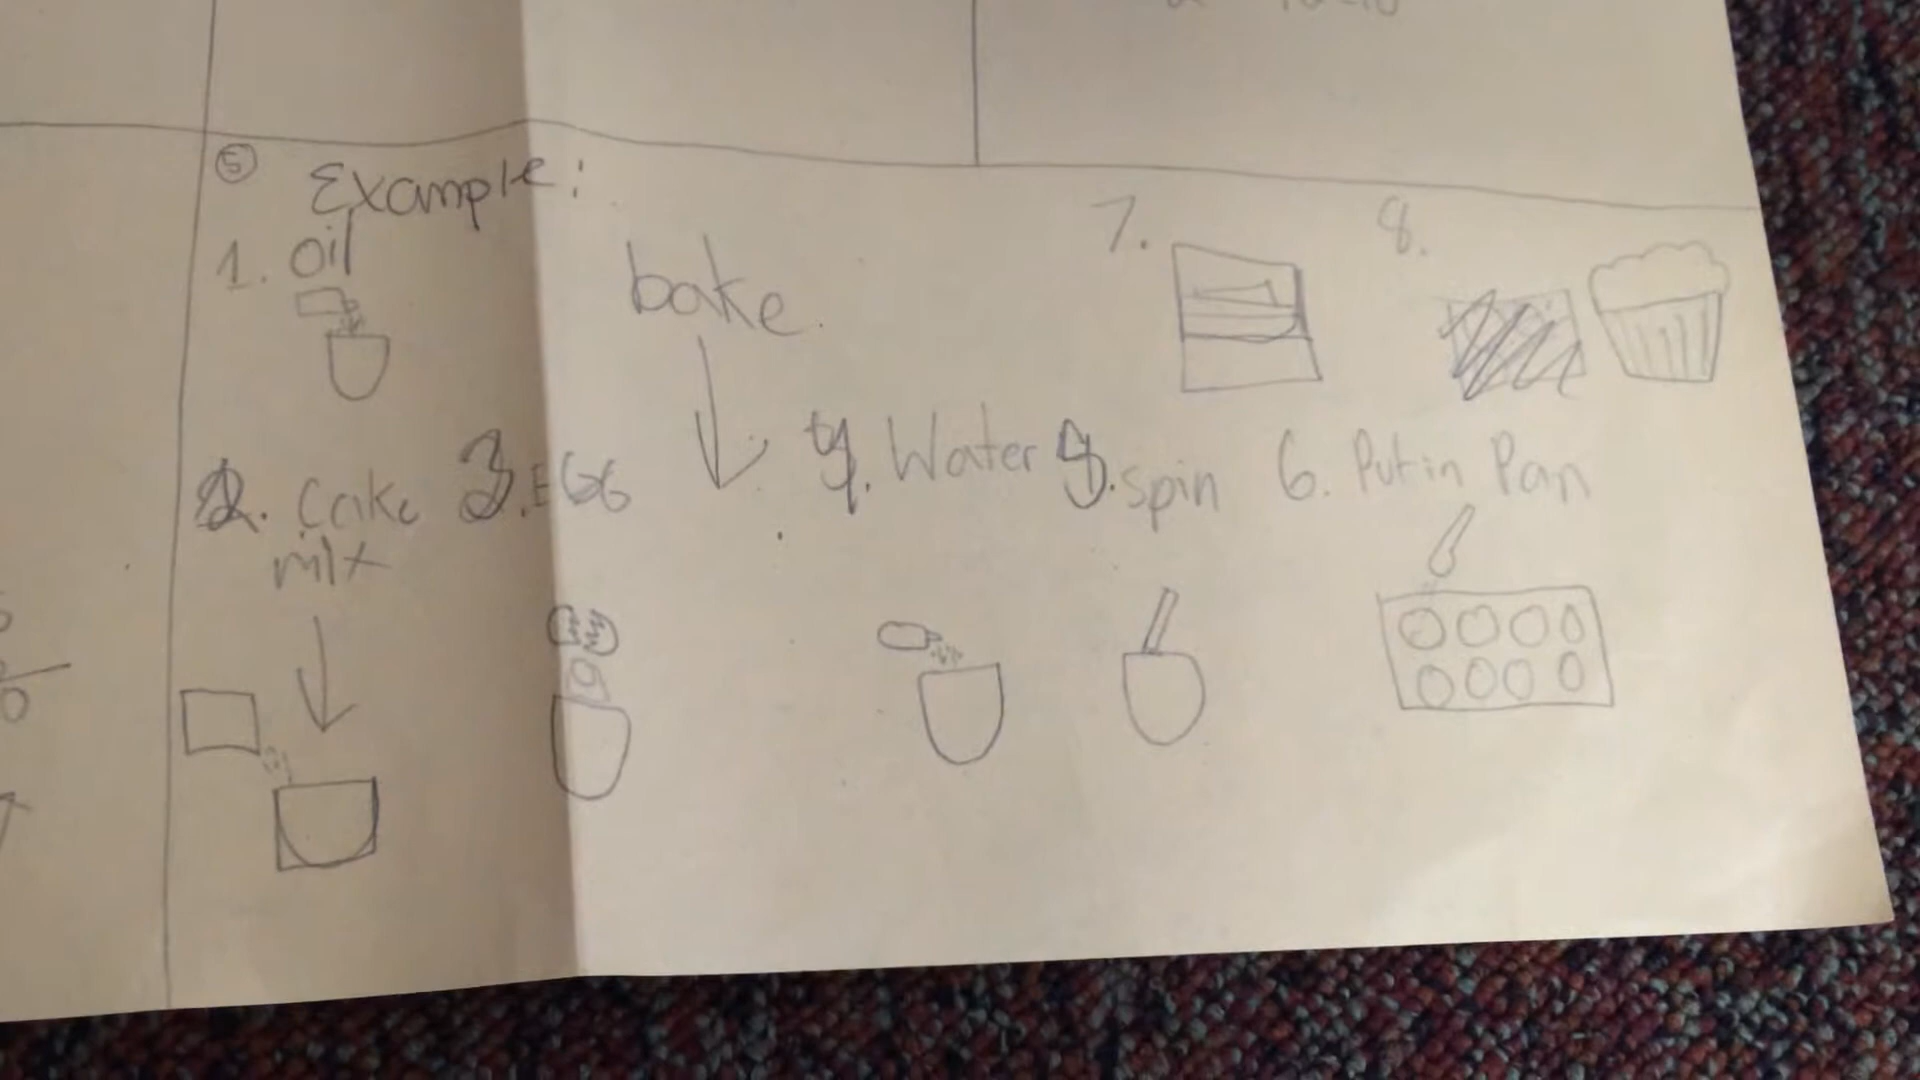 5 Example:
1. oil
bake
7.
8.
2. Cake mix
3. EGG
4. Water
5. spin
6. Put in Pan